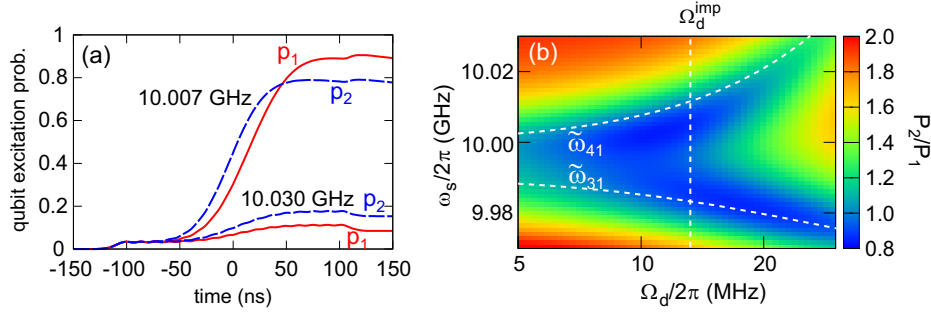 (a)
qubit excitation prob.
1
0.8
0.6
0.4
0.2
0
p₁
p₂
10.007 GHz
10.030 GHz
p₂
p₁
-150 -100 -50 0 50 100 150
time (ns)
Ω_d^imp
(b)
ω_s/2π (GHz)
10.02
10.00
9.98
ω̃₄₁
ω̃₃₁
5 10 20
Ω_d/2π (MHz)
2.0
1.8
1.6
1.4
1.2
1.0
0.8
P₂/P₁